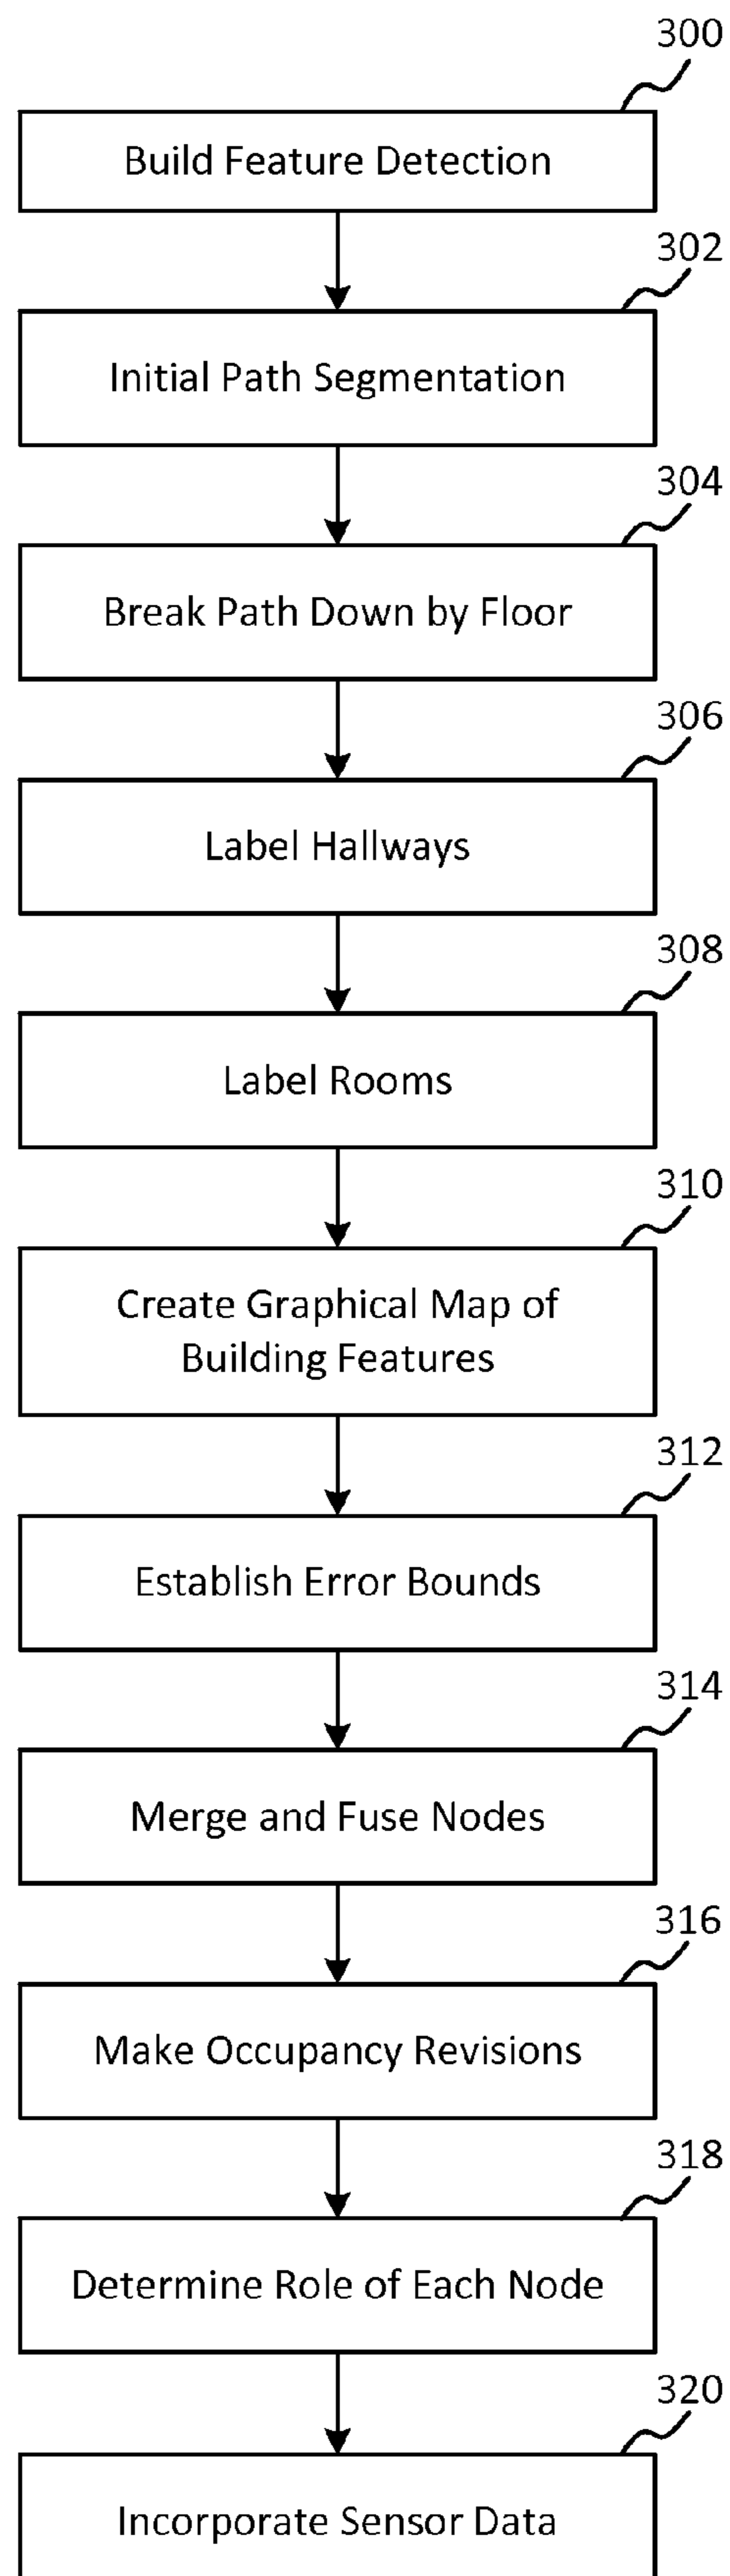 300
Build Feature Detection
302
Initial Path Segmentation
304
Break Path Down by Floor
306
Label Hallways
308
Label Rooms
310
Create Graphical Map of
Building Features
312
Establish Error Bounds
314
Merge and Fuse Nodes
316
Make Occupancy Revisions
318
Determine Role of Each Node
320
Incorporate Sensor Data